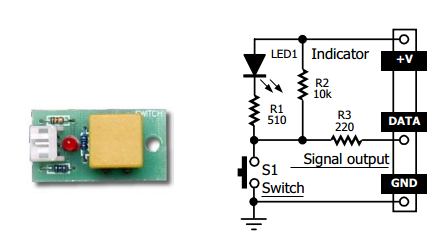 SWITCH
LED1
Indicator
+V
R2
10k
R1
510
R3
220
DATA
Signal output
S1
Switch
GND